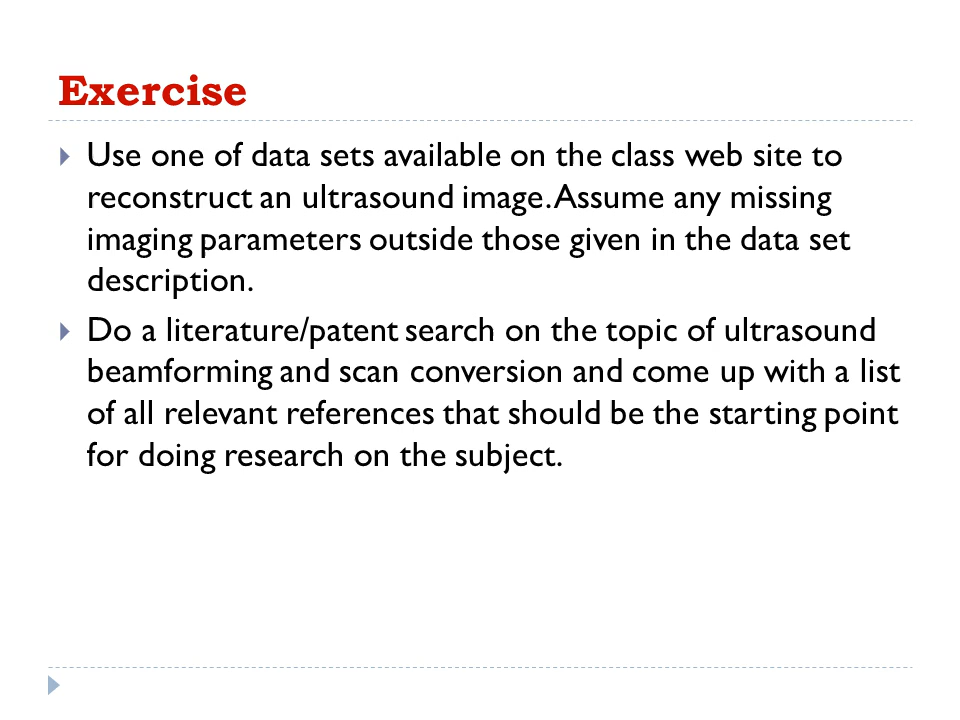 Exercise
Use one of data sets available on the class web site to
reconstruct an ultrasound image. Assume any missing
imaging parameters outside those given in the data set
description.
Do a literature/patent search on the topic of ultrasound
beamforming and scan conversion and come up with a list
of all relevant references that should be the starting point
for doing research on the subject.